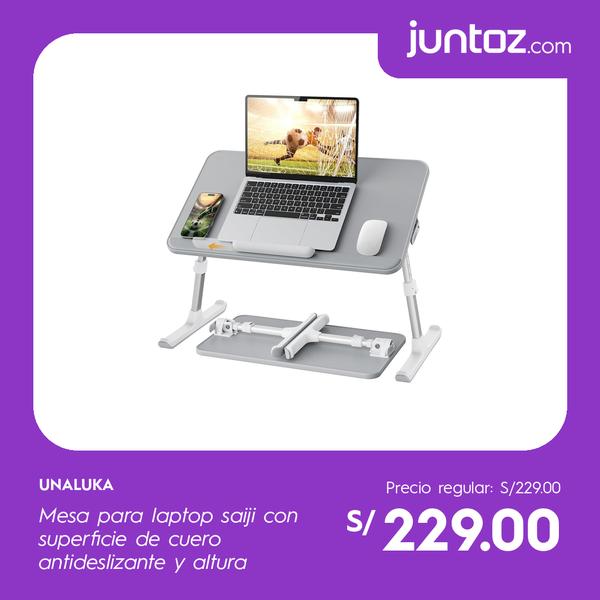 juntoz.com
UNALUKA
Mesa para laptop saiji con
superficie de cuero
antideslizante y altura
Precio regular: S/229.00
S/ 229.00